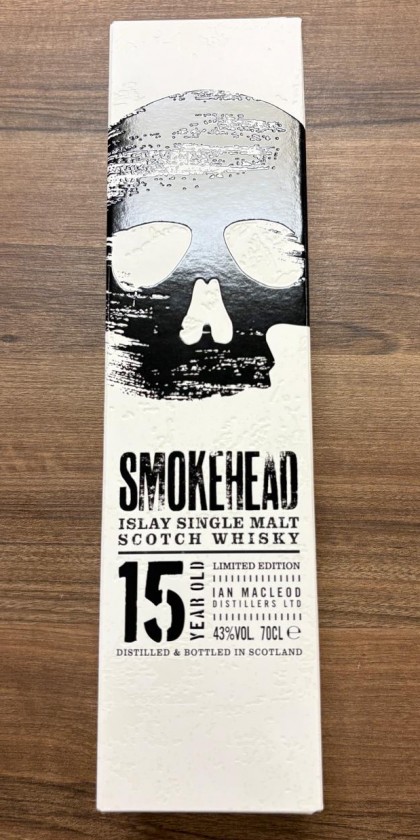 SMOKEHEAD
ISLAY SINGLE MALT
SCOTCH WHISKY
15 YEAR OLD
LIMITED EDITION
IAN MACLEOD
DISTILLERS LTD
43%VOL. 70CL ℮
DISTILLED & BOTTLED IN SCOTLAND